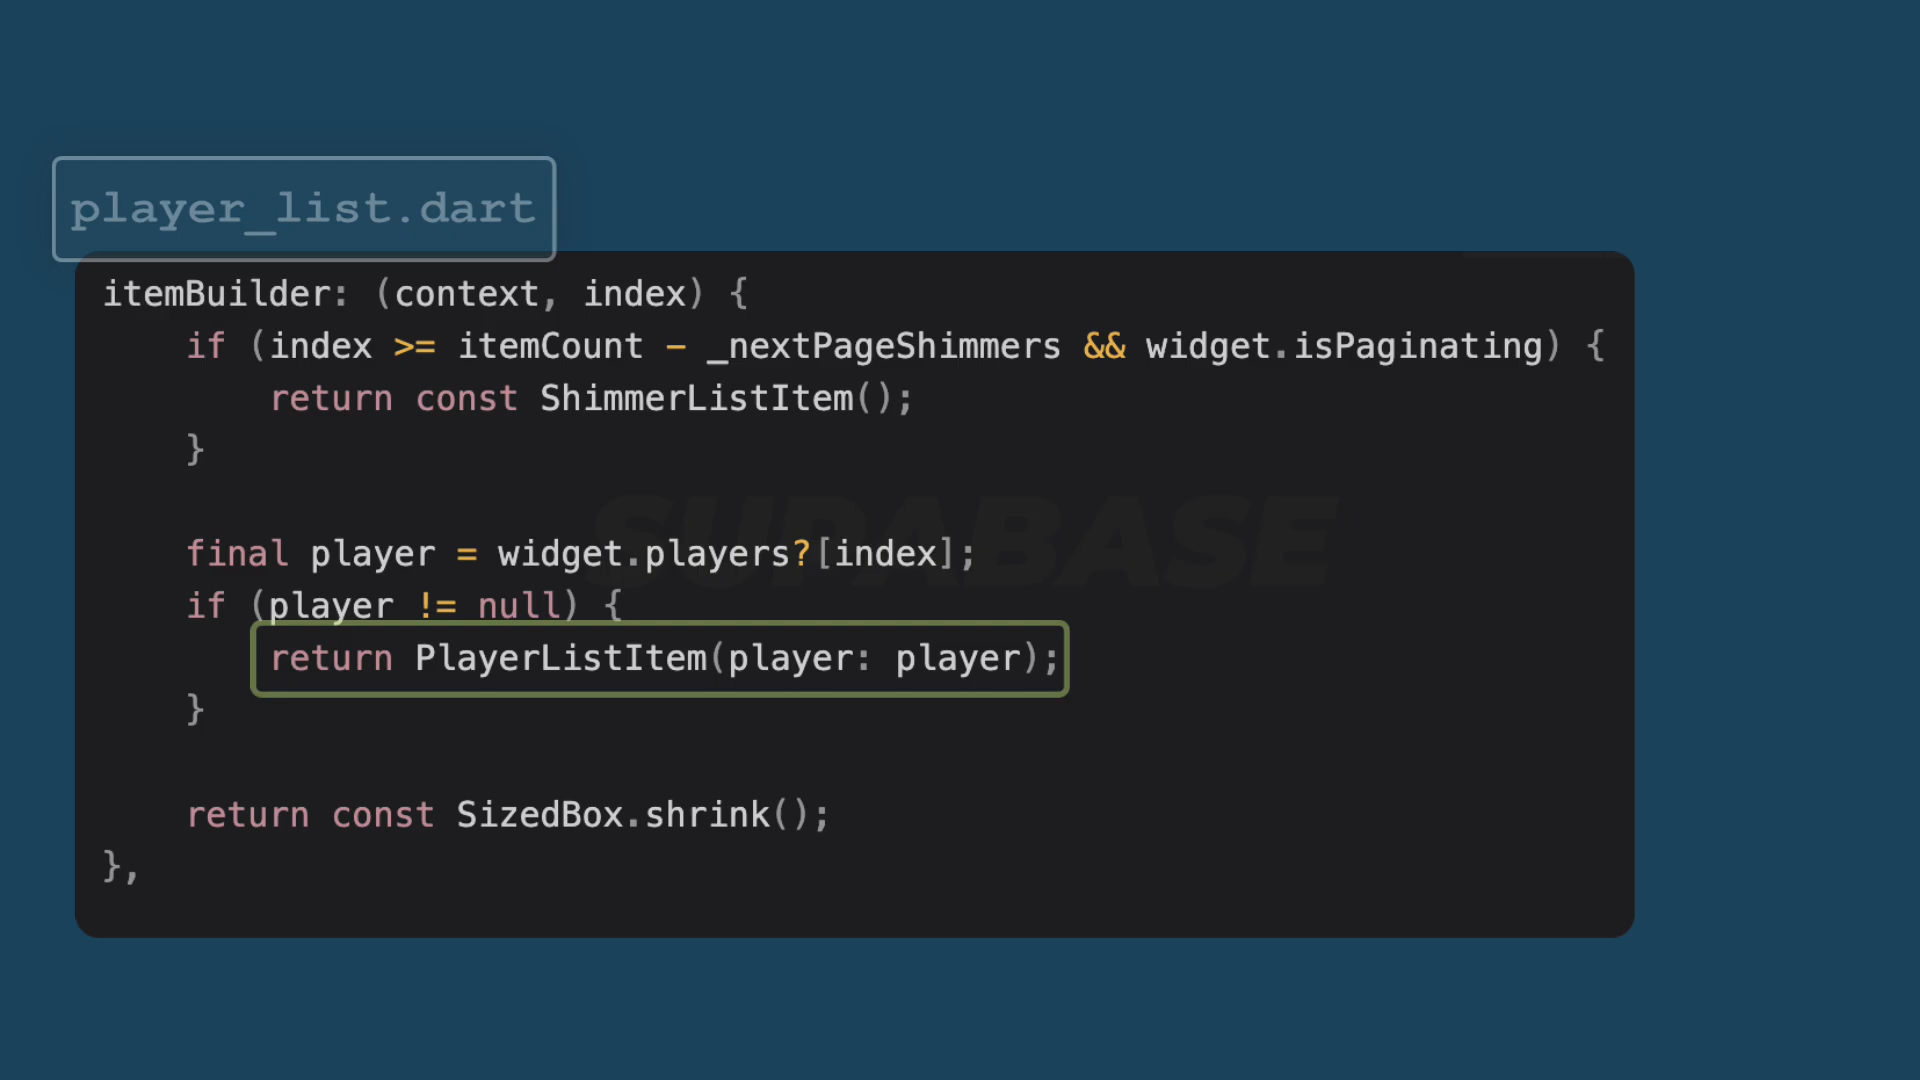 player_list.dart
itemBuilder: (context, index) {
    if (index >= itemCount - _nextPageShimmers && widget.isPaginating) {
        return const ShimmerListItem();
    }
SUPABASE
    final player = widget.players?[index];
    if (player != null) {
        return PlayerListItem(player: player);
    }
    return const SizedBox.shrink();
},